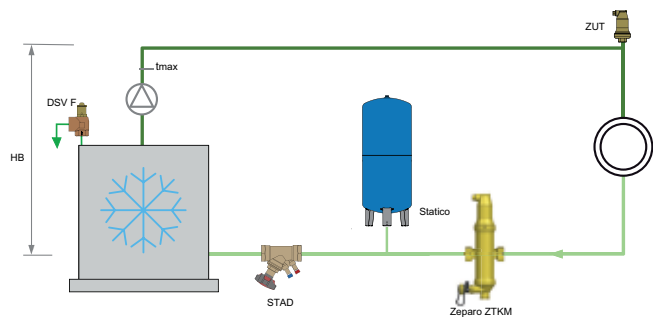 ZUT
tmax
DSV F
HB
Statico
STAD
Zeparo ZTKM